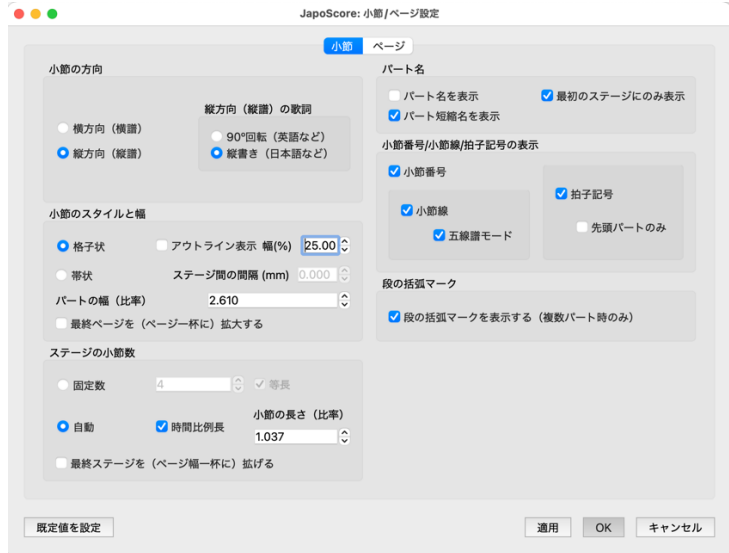 JapoScore: 小節/ページ設定
小節 ページ
小節の方向
横方向（横譜）
縦方向（縦譜）
縦方向（縦譜）の歌詞
90°回転（英語など）
縦書き（日本語など）
小節のスタイルと幅
格子状 アウトライン表示 幅(%) 25.00
帯状 ステージ間の間隔 (mm) 0.000
パートの幅（比率） 2.610
最終ページを（ページ一杯に）拡大する
ステージの小節数
固定数 4 等長
自動 時間比例長 小節の長さ（比率）
1.037
最終ステージを（ページ幅一杯に）拡げる
パート名
パート名を表示 最初のステージにのみ表示
パート短縮名を表示
小節番号/小節線/拍子記号の表示
小節番号
小節線
五線譜モード
拍子記号
先頭パートのみ
段の括弧マーク
段の括弧マークを表示する（複数パート時のみ）
既定値を設定 適用 OK キャンセル